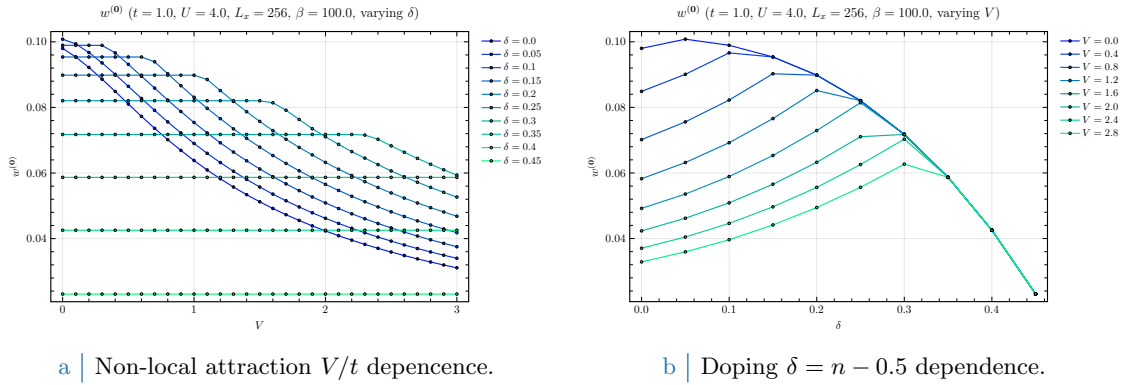 w^(0) (t = 1.0, U = 4.0, L_x = 256, β = 100.0, varying δ)
0.10
0.08
0.06
0.04
w^(0)
0
1
2
3
V
δ = 0.0
δ = 0.05
δ = 0.1
δ = 0.15
δ = 0.2
δ = 0.25
δ = 0.3
δ = 0.35
δ = 0.4
δ = 0.45
a | Non-local attraction V/t depencence.
w^(0) (t = 1.0, U = 4.0, L_x = 256, β = 100.0, varying V)
0.10
0.08
0.06
0.04
w^(0)
0.0
0.1
0.2
0.3
0.4
δ
V = 0.0
V = 0.4
V = 0.8
V = 1.2
V = 1.6
V = 2.0
V = 2.4
V = 2.8
b | Doping δ = n − 0.5 dependence.